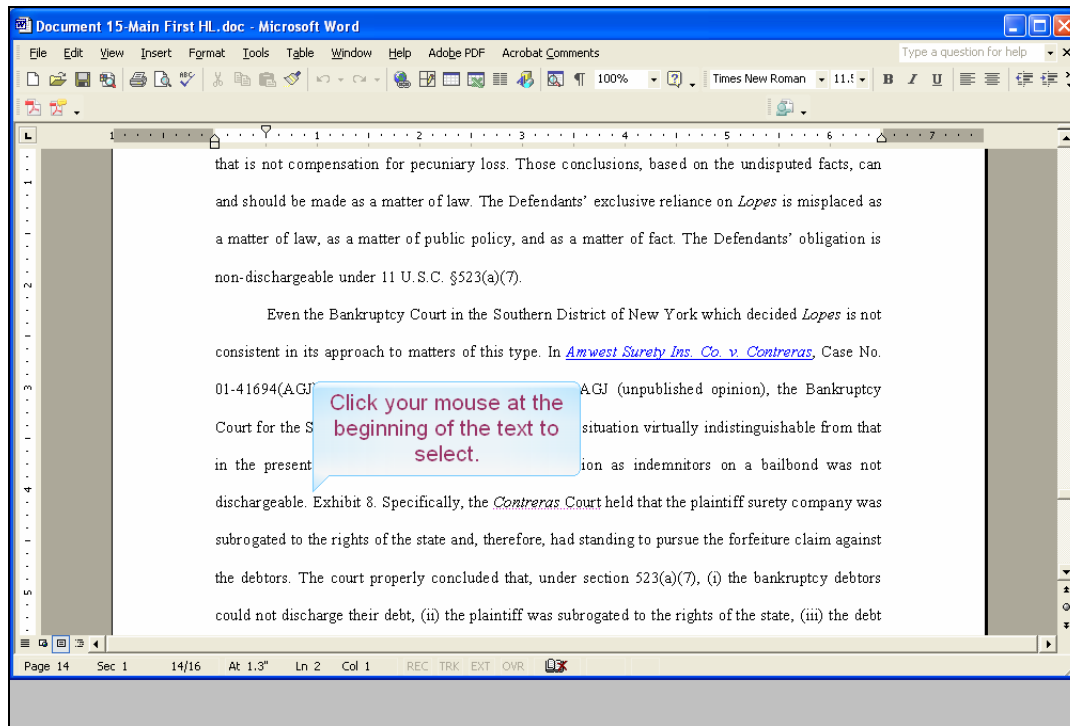 Document 15-Main First HL.doc - Microsoft Word
File Edit View Insert Format Tools Table Window Help Adobe PDF Acrobat Comments Type a question for help
100% Times New Roman 11.5 B I U
1 1 2 3 4 5 6 7
that is not compensation for pecuniary loss. Those conclusions, based on the undisputed facts, can
and should be made as a matter of law. The Defendants’ exclusive reliance on Lopes is misplaced as
a matter of law, as a matter of public policy, and as a matter of fact. The Defendants’ obligation is
non-dischargeable under 11 U.S.C. §523(a)(7).
Even the Bankruptcy Court in the Southern District of New York which decided Lopes is not
consistent in its approach to matters of this type. In Amwest Surety Ins. Co. v. Contreras, Case No.
01-41694(AGJ) AGJ (unpublished opinion), the Bankruptcy
Court for the S situation virtually indistinguishable from that
in the present ion as indemnitors on a bailbond was not
Click your mouse at the
beginning of the text to
select.
dischargeable. Exhibit 8. Specifically, the Contreras Court held that the plaintiff surety company was
subrogated to the rights of the state and, therefore, had standing to pursue the forfeiture claim against
the debtors. The court properly concluded that, under section 523(a)(7), (i) the bankruptcy debtors
could not discharge their debt, (ii) the plaintiff was subrogated to the rights of the state, (iii) the debt
Page 14 Sec 1 14/16 At 1.3" Ln 2 Col 1 REC TRK EXT OVR